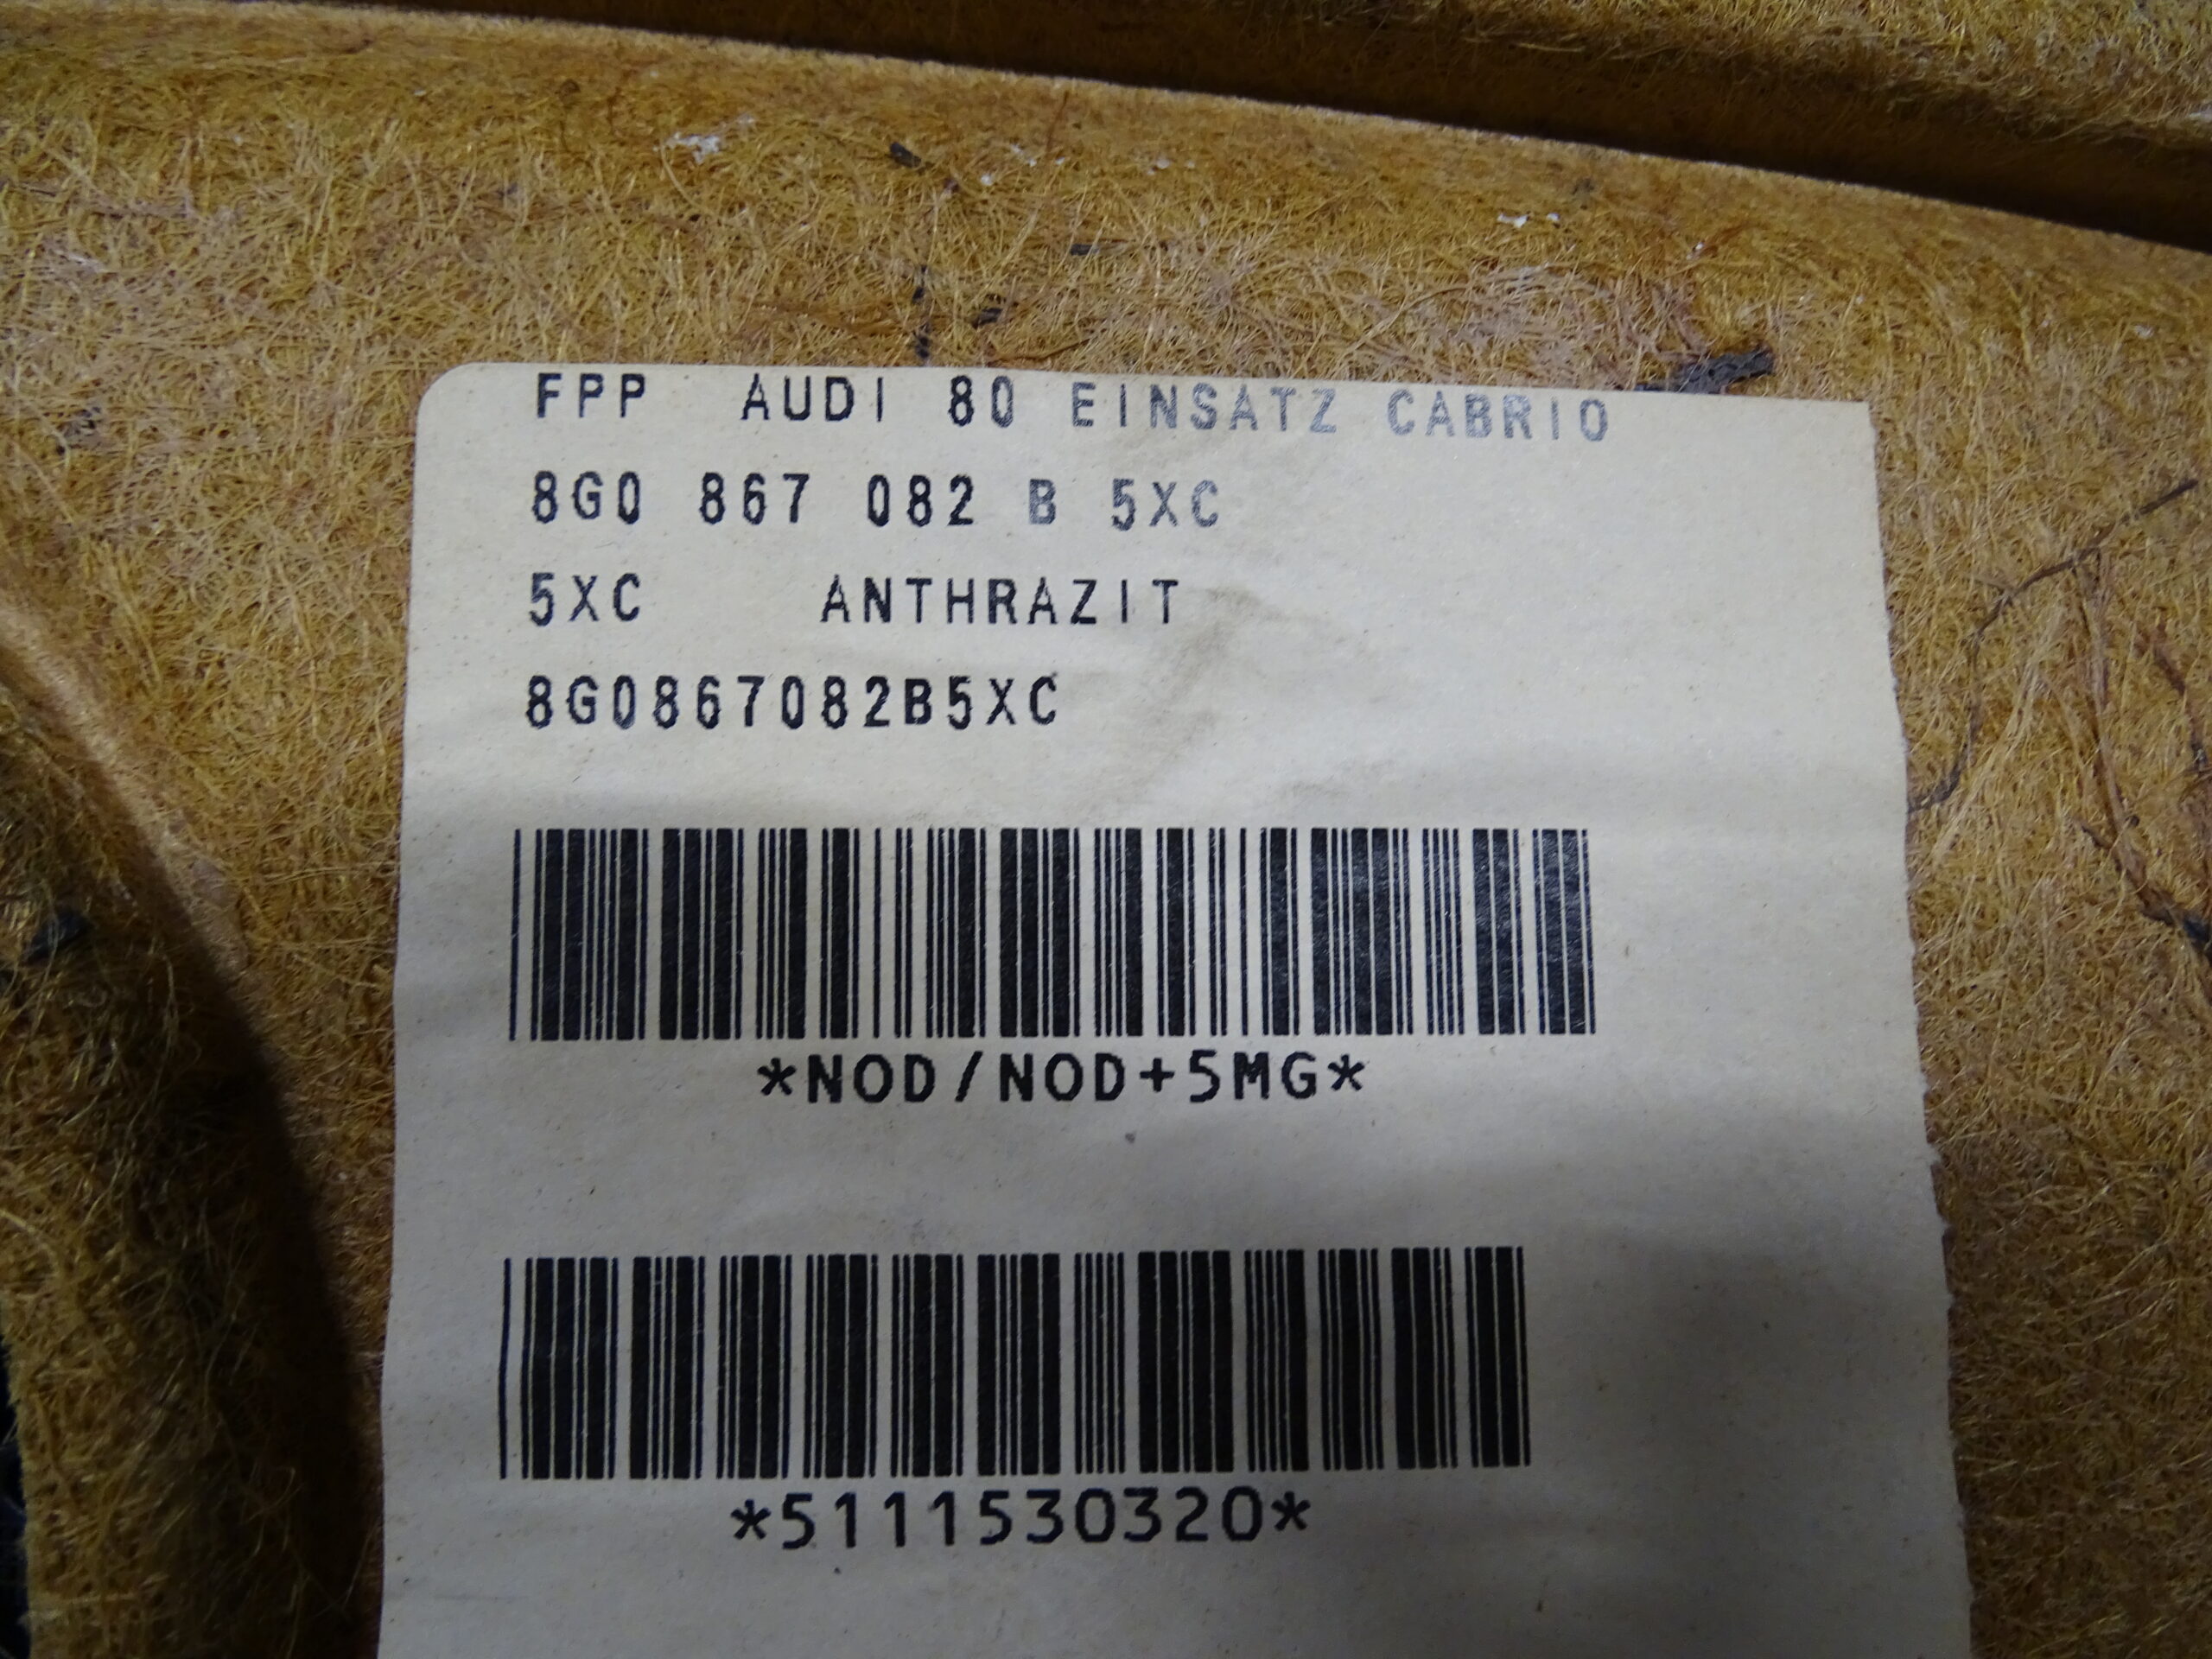 FPP AUDI 80 EINSATZ CABRIO
8G0 867 082 B 5XC
5XC ANTHRAZIT
8G0867082B5XC
*NOD/NOD+5MG*
*5111530320*